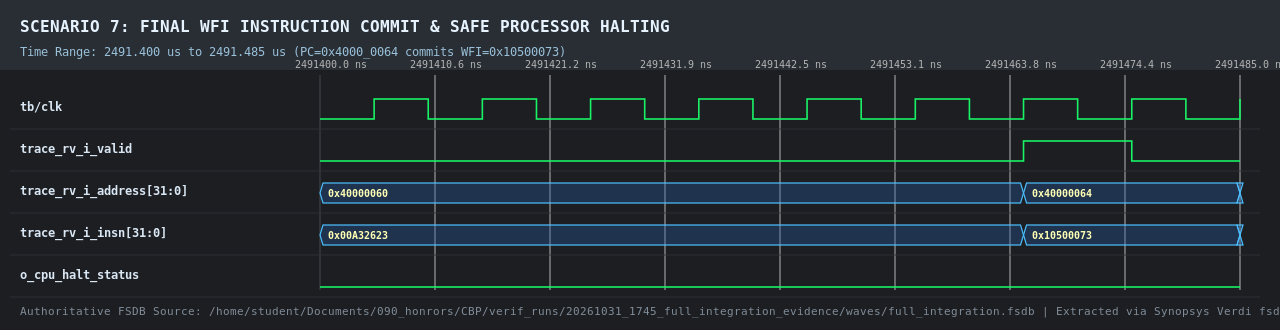 SCENARIO 7: FINAL WFI INSTRUCTION COMMIT & SAFE PROCESSOR HALTING
Time Range: 2491.400 us to 2491.485 us (PC=0x4000_0064 commits WFI=0x10500073)
2491400.0 ns 2491410.6 ns 2491421.2 ns 2491431.9 ns 2491442.5 ns 2491453.1 ns 2491463.8 ns 2491474.4 ns 2491485.0 n
tb/clk
trace_rv_i_valid
trace_rv_i_address[31:0] 0x40000060 0x40000064
trace_rv_i_insn[31:0] 0x00A32623 0x10500073
o_cpu_halt_status
Authoritative FSDB Source: /home/student/Documents/090_honrors/CBP/verif_runs/20261031_1745_full_integration_evidence/waves/full_integration.fsdb | Extracted via Synopsys Verdi fsd